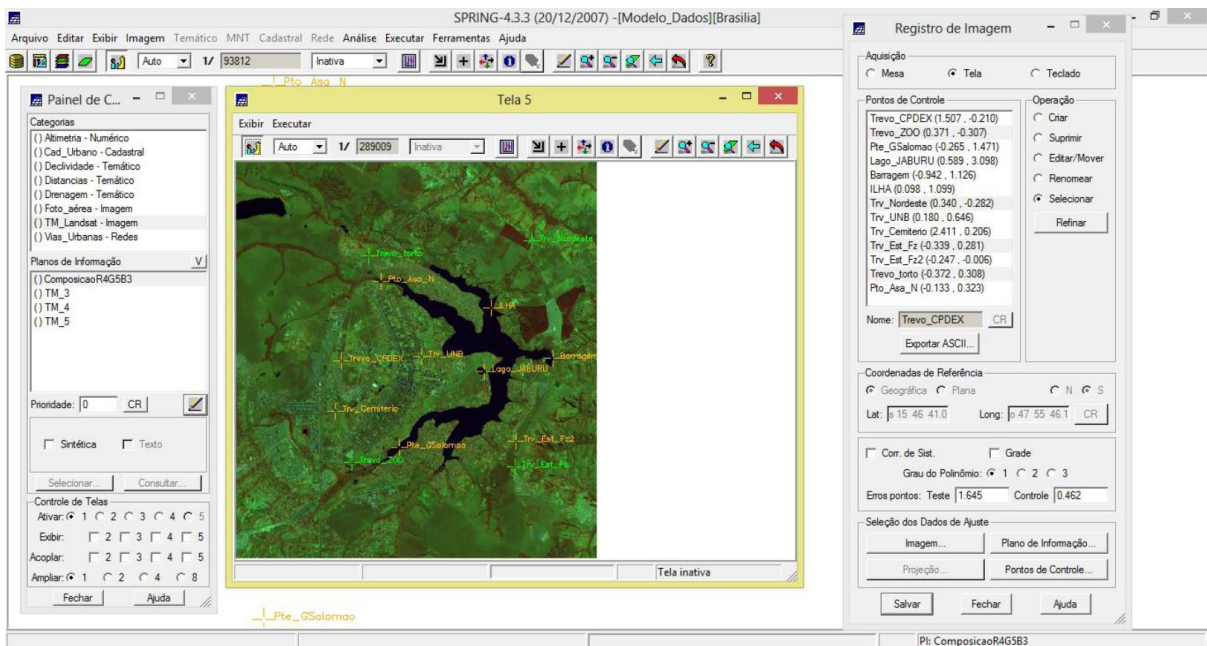 SPRING-4.3.3 (20/12/2007) -[Modelo_Dados][Brasilia]
Arquivo Editar Exibir Imagem Temático MNT Cadastral Rede Análise Executar Ferramentas Ajuda
Auto 1/ 93812 Inativa
Pto_Asa_N
Painel de C...
Categorias
() Altimetria - Numérico
() Cad_Urbano - Cadastral
() Declividade - Temático
() Distancias - Temático
() Drenagem - Temático
() Foto_aérea - Imagem
() TM_Landsat - Imagem
() Vias_Urbanas - Redes
Planos de Informação V
() ComposicaoR4G5B3
() TM_3
() TM_4
() TM_5
Prioridade: 0 CR
Sintética Texto
Selecionar... Consultar...
Controle de Telas
Ativar: 1 2 3 4 5
Exibir: 2 3 4 5
Acoplar: 2 3 4 5
Ampliar: 1 2 4 8
Fechar Ajuda
Tela 5
Exibir Executar
Auto 1/ 289009 Inativa
Trv_Nordeste
Trevo_torto
Pto_Asa_N
ILHA
Trevo_CPDEX
Trv_UNB
Barragem
Lago_JABURU
Trv_Cemiterio
Pte_GSalomao
Trv_Est_Fz2
Trevo_ZOO
Trv_Est_Fz
Tela inativa
Pte_GSalomao
Registro de Imagem
Aquisição
Mesa Tela Teclado
Pontos de Controle
Trevo_CPDEX (1.507 , -0.210)
Trevo_ZOO (0.371 , -0.307)
Pte_GSalomao (-0.265 , 1.471)
Lago_JABURU (0.589 , 3.098)
Barragem (-0.942 , 1.126)
ILHA (0.098 , 1.099)
Trv_Nordeste (0.340 , -0.282)
Trv_UNB (0.180 , 0.646)
Trv_Cemiterio (2.411 , 0.206)
Trv_Est_Fz (-0.339 , 0.281)
Trv_Est_Fz2 (-0.247 , -0.006)
Trevo_torto (-0.372 , 0.308)
Pto_Asa_N (-0.133 , 0.323)
Nome: Trevo_CPDEX CR
Exportar ASCII...
Operação
Criar
Suprimir
Editar/Mover
Renomear
Selecionar
Refinar
Coordenadas de Referência
Geográfica Plana N S
Lat: s 15 46 41.0 Long: o 47 55 46.1 CR
Corr. de Sist. Grade
Grau do Polinômio: 1 2 3
Erros pontos: Teste 1.645 Controle 0.462
Seleção dos Dados de Ajuste
Imagem... Plano de Informação...
Projeção... Pontos de Controle...
Salvar Fechar Ajuda
PI: ComposicaoR4G5B3